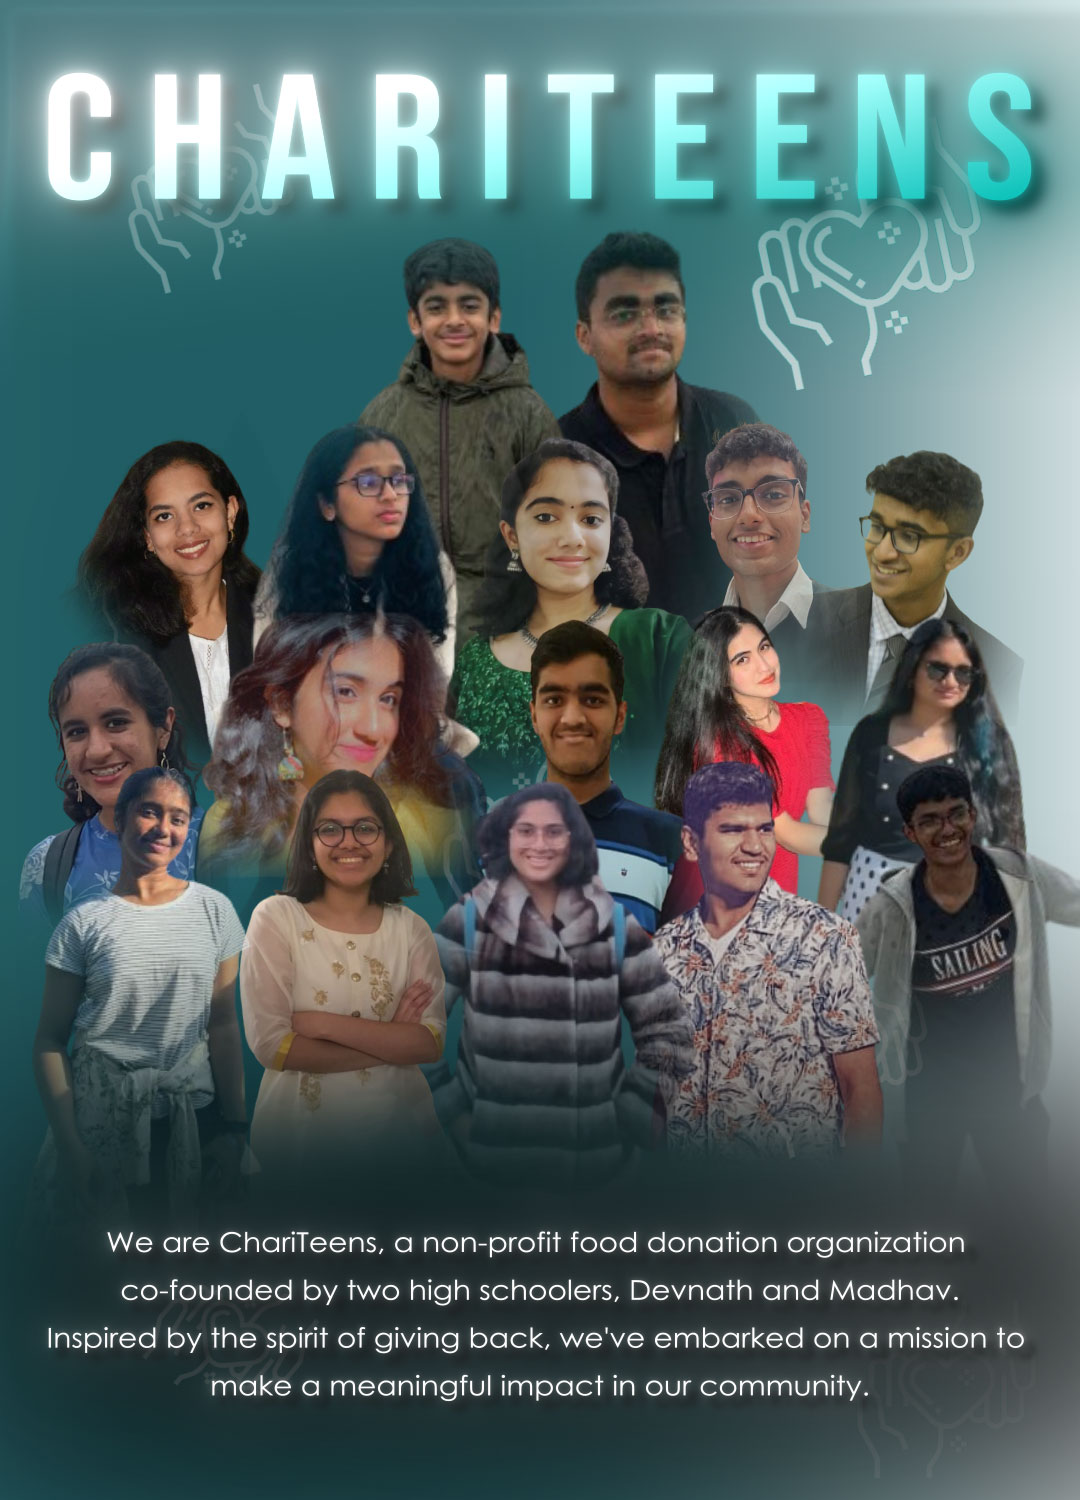 CHARITEENS
SAILING
We are ChariTeens, a non-profit food donation organization
co-founded by two high schoolers, Devnath and Madhav.
Inspired by the spirit of giving back, we've embarked on a mission to
make a meaningful impact in our community.